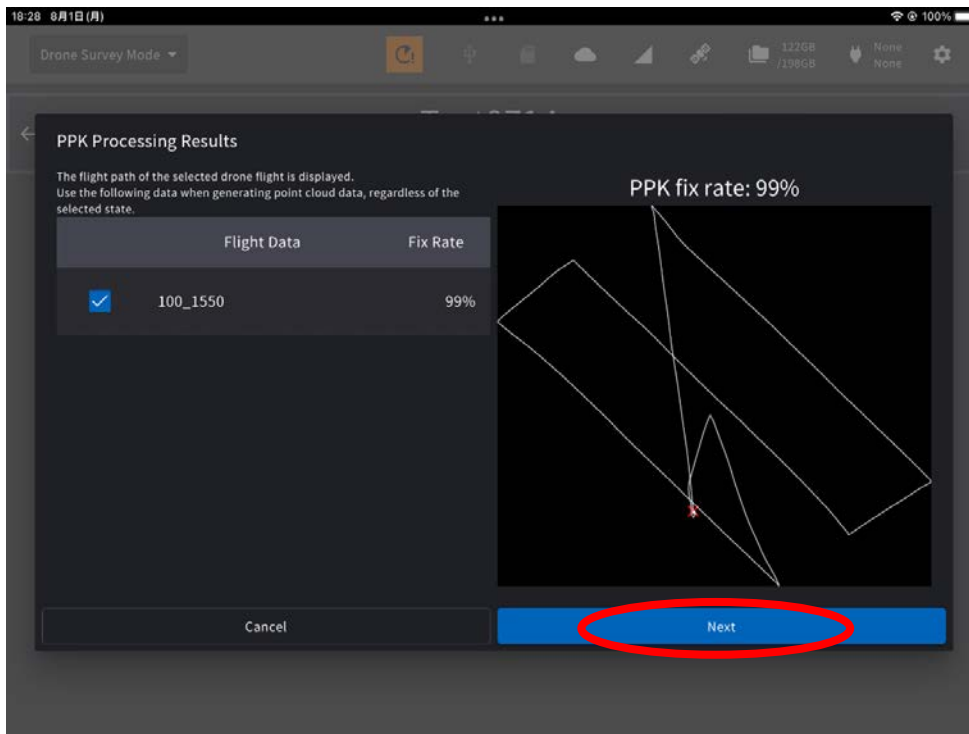 18:28 8月1日(月)
100%
Drone Survey Mode
122GB
/198GB
None
None
PPK Processing Results
The flight path of the selected drone flight is displayed.
Use the following data when generating point cloud data, regardless of the
selected state.
Flight Data Fix Rate
100_1550 99%
PPK fix rate: 99%
Cancel
Next